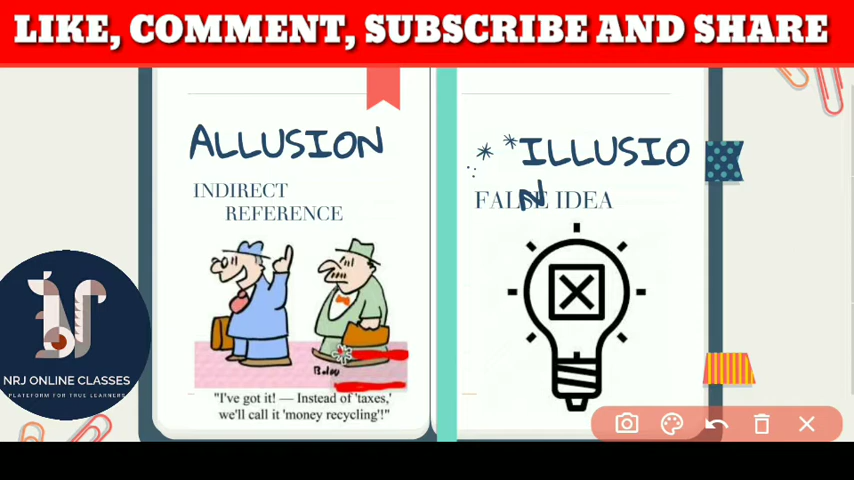 LIKE, COMMENT, SUBSCRIBE AND SHARE
ALLUSION
INDIRECT
REFERENCE
"I've got it! — Instead of 'taxes,'
we'll call it 'money recycling'!"
**ILLUSIO
N
FALSE IDEA
NRJ ONLINE CLASSES
PLATEFORM FOR TRUE LEARNERS